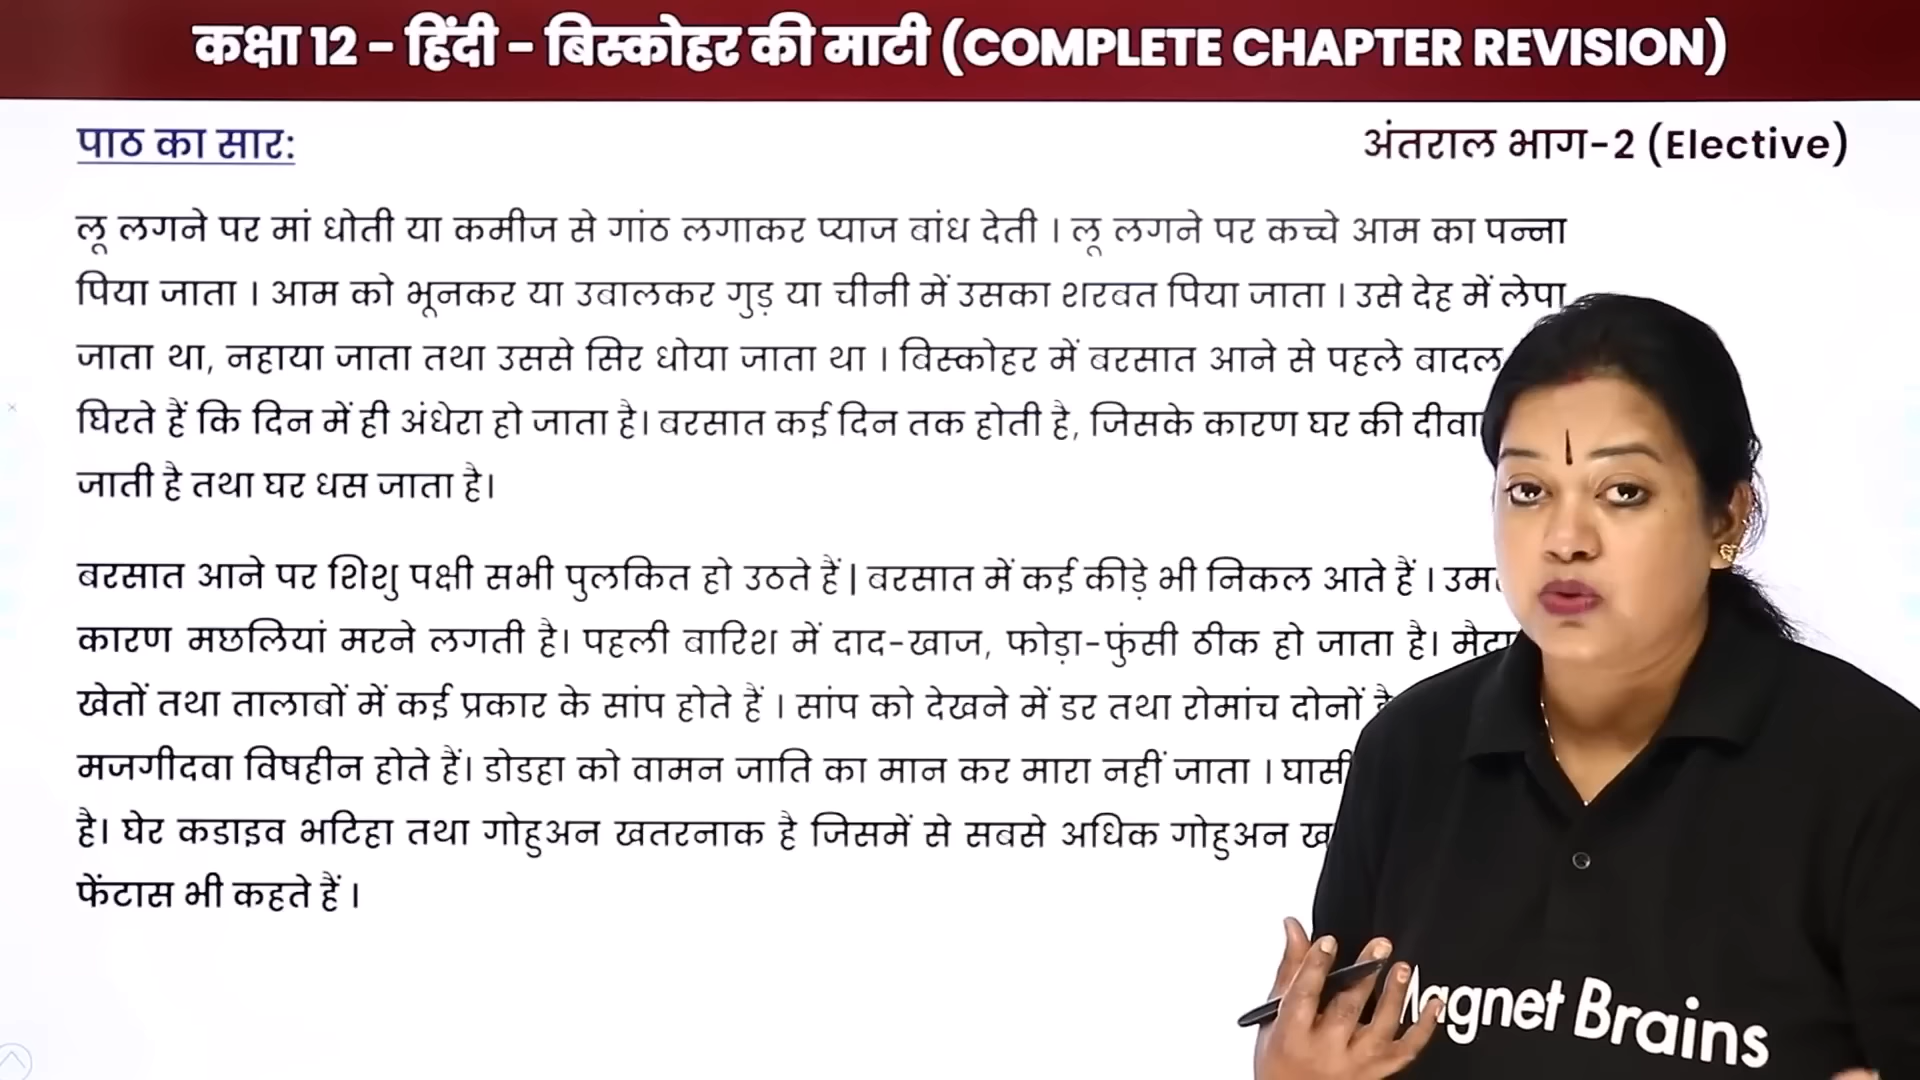 कक्षा 12 - हिंदी - बिस्कोहर की माटी (COMPLETE CHAPTER REVISION)
पाठ का सार:
अंतराल भाग-2 (Elective)
लू लगने पर मां धोती या कमीज से गांठ लगाकर प्याज बांध देती । लू लगने पर कच्चे आम का पन्ना
पिया जाता । आम को भूनकर या उबालकर गुड़ या चीनी में उसका शरबत पिया जाता । उसे देह में लेपा
जाता था, नहाया जाता तथा उससे सिर धोया जाता था । बिस्कोहर में बरसात आने से पहले बादल
घिरते हैं कि दिन में ही अंधेरा हो जाता है। बरसात कई दिन तक होती है, जिसके कारण घर की
जाती है तथा घर धस जाता है।
बरसात आने पर शिशु पक्षी सभी पुलकित हो उठते हैं | बरसात में कई कीड़े भी निकल आते हैं ।
कारण मछलियां मरने लगती है। पहली बारिश में दाद-खाज, फोड़ा-फुंसी ठीक हो जाता है।
खेतों तथा तालाबों में कई प्रकार के सांप होते हैं । सांप को देखने में डर तथा रोमांच दोनों
मजगीदवा विषहीन होते हैं। डोडहा को वामन जाति का मान कर मारा नहीं जाता ।
है। घेर कडाइव भटिहा तथा गोहुअन खतरनाक है जिसमें से सबसे अधिक गोहुअन
फेंटास भी कहते हैं ।
Magnet Brains